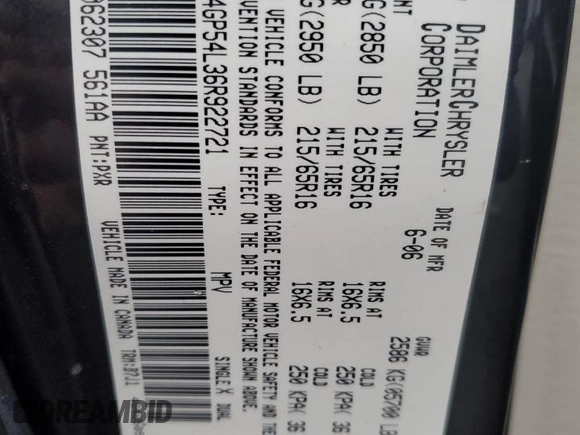 DAIMLERCHRYSLER
CORPORATION
DATE OF MFR
6-06
GVWR
2586 KG(05700 LB
G(2850 LB)
WITH TIRES
215/65R16
RIMS AT
16X6.5
COLD
250 KPA( 36
G(2950 LB)
WITH TIRES
215/65R16
RIMS AT
16X6.5
COLD
250 KPA( 36
VEHICLE CONFORMS TO ALL APPLICABLE FEDERAL MOTOR VEHICLE SAFETY AND THE
VENTION STANDARDS IN EFFECT ON THE DATE OF MANUFACTURE SHOWN ABOVE.
4GP54L36R922721
MPV
SINGLE X
DUAL
862307 561AA
PNT:PXR
VEHICLE MADE IN CANADA
TRM:B7J1
DREAMBID